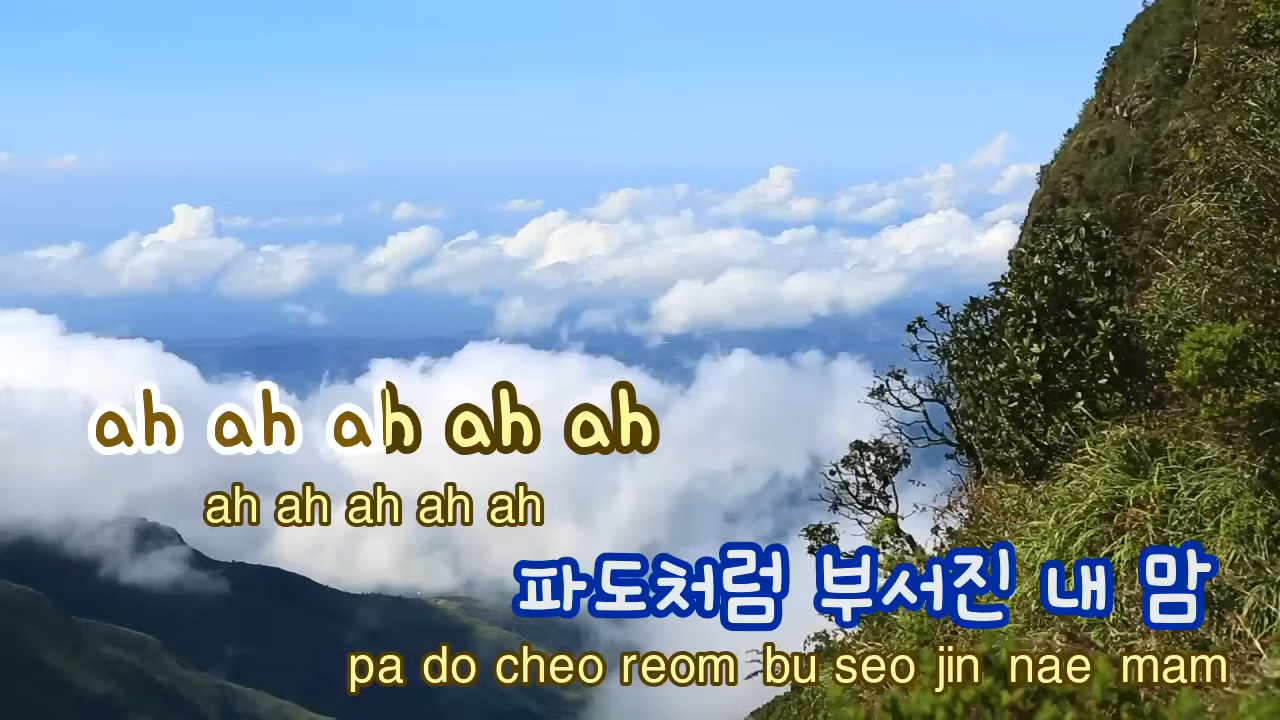 ah ah ah ah ah
ah ah ah ah ah
파도처럼 부서진 내 맘
pa do cheo reom bu seo jin nae mam